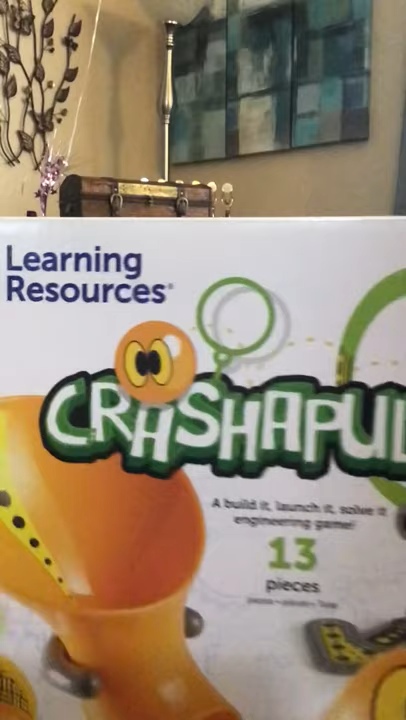 Learning
Resources®
CRASHAPUL
A build it, launch it, solve it
engineering game!
13
pieces